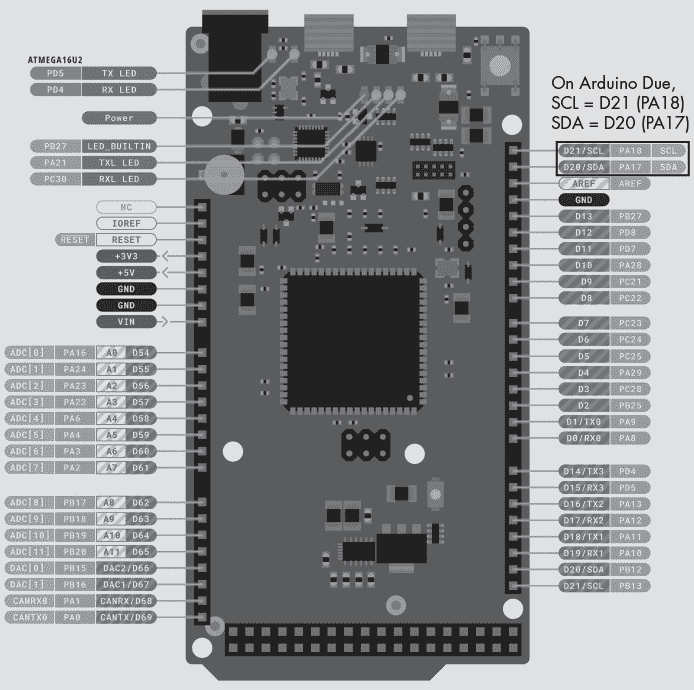 ATMEGA16U2
PD5 TX LED
PD4 RX LED
Power
PB27 LED_BUILTIN
PA21 TXL LED
PC30 RXL LED
NC
IOREF
RESET RESET
+3V3
+5V
GND
GND
VIN
ADC[0] PA16 A0 D54
ADC[1] PA24 A1 D55
ADC[2] PA23 A2 D56
ADC[3] PA22 A3 D57
ADC[4] PA6 A4 D58
ADC[5] PA4 A5 D59
ADC[6] PA3 A6 D60
ADC[7] PA2 A7 D61
ADC[8] PB17 A8 D62
ADC[9] PB18 A9 D63
ADC[10] PB19 A10 D64
ADC[11] PB20 A11 D65
DAC[0] PB15 DAC2/D66
DAC[1] PB16 DAC1/D67
CANRX0 PA1 CANRX/D68
CANTX0 PA0 CANTX/D69
On Arduino Due,
SCL = D21 (PA18)
SDA = D20 (PA17)
D21/SCL PA18 SCL
D20/SDA PA17 SDA
AREF AREF
GND
D13 PB27
D12 PD8
D11 PD7
D10 PA28
D9 PC21
D8 PC22
D7 PC23
D6 PC24
D5 PC25
D4 PA29
D3 PC28
D2 PB25
D1/TX0 PA9
D0/RX0 PA8
D14/TX3 PD4
D15/RX3 PD5
D16/TX2 PA13
D17/RX2 PA12
D18/TX1 PA11
D19/RX1 PA10
D20/SDA PB12
D21/SCL PB13